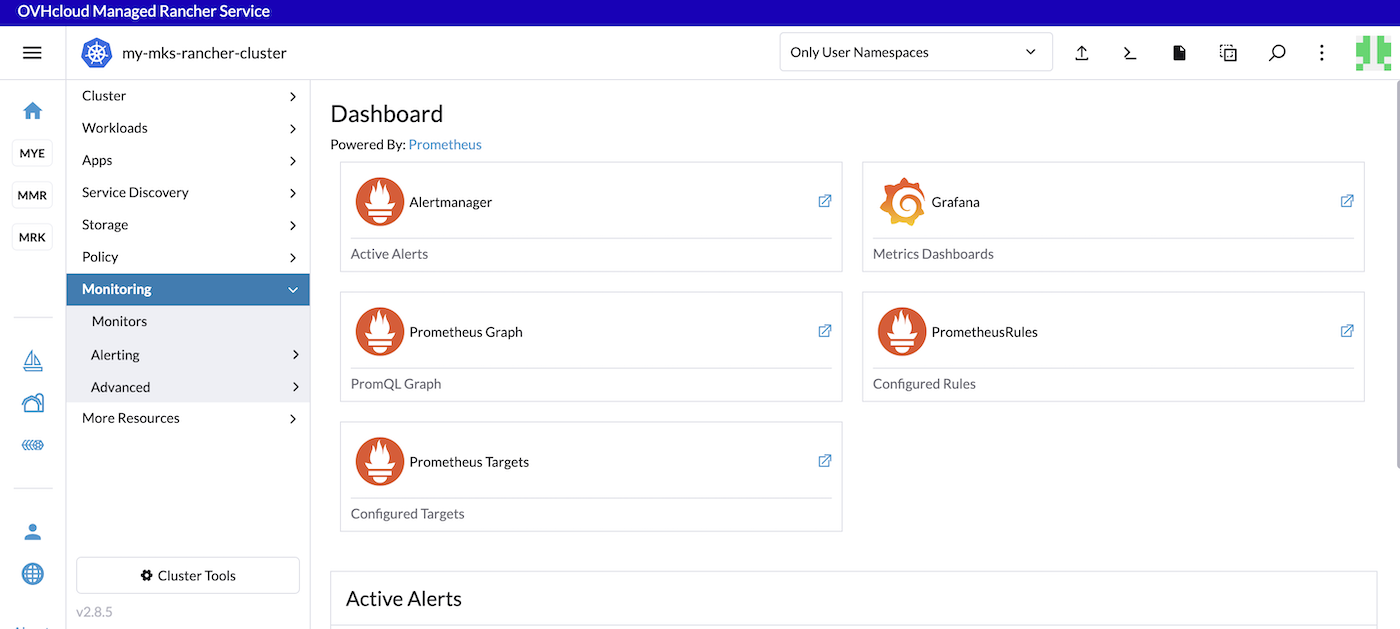 OVHcloud Managed Rancher Service
my-mks-rancher-cluster
Only User Namespaces
MYE
MMR
MRK
Cluster
Workloads
Apps
Service Discovery
Storage
Policy
Monitoring
Monitors
Alerting
Advanced
More Resources
Cluster Tools
v2.8.5
Dashboard
Powered By: Prometheus
Alertmanager
Active Alerts
Grafana
Metrics Dashboards
Prometheus Graph
PromQL Graph
PrometheusRules
Configured Rules
Prometheus Targets
Configured Targets
Active Alerts